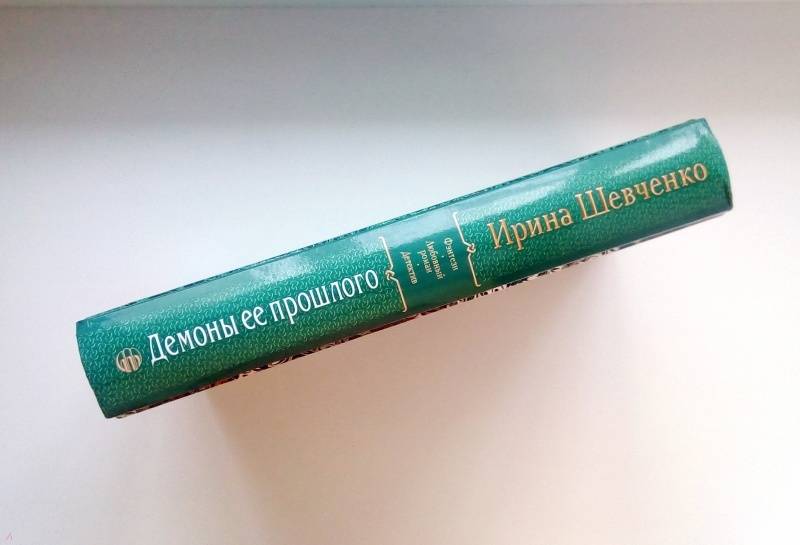 Демоны ее прошлого
Фэнтези
Любовный
роман
Детектив
Ирина Шевченко